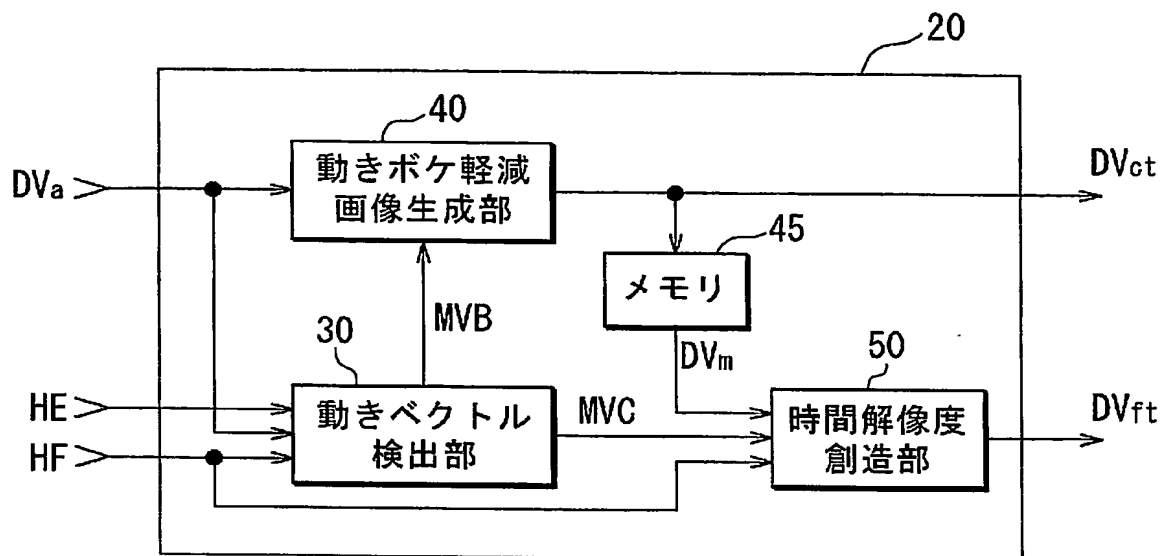 20
40
DVa
動きボケ軽減
画像生成部
DVct
45
メモリ
MVB
30
DVm
50
HE
HF
動きベクトル
検出部
MVC
時間解像度
創造部
DVft